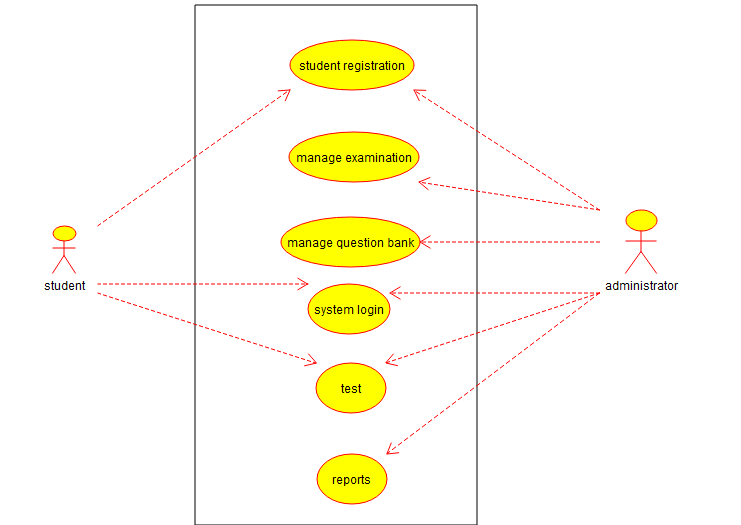 student registration
manage examination
manage question bank
student
system login
administrator
test
reports